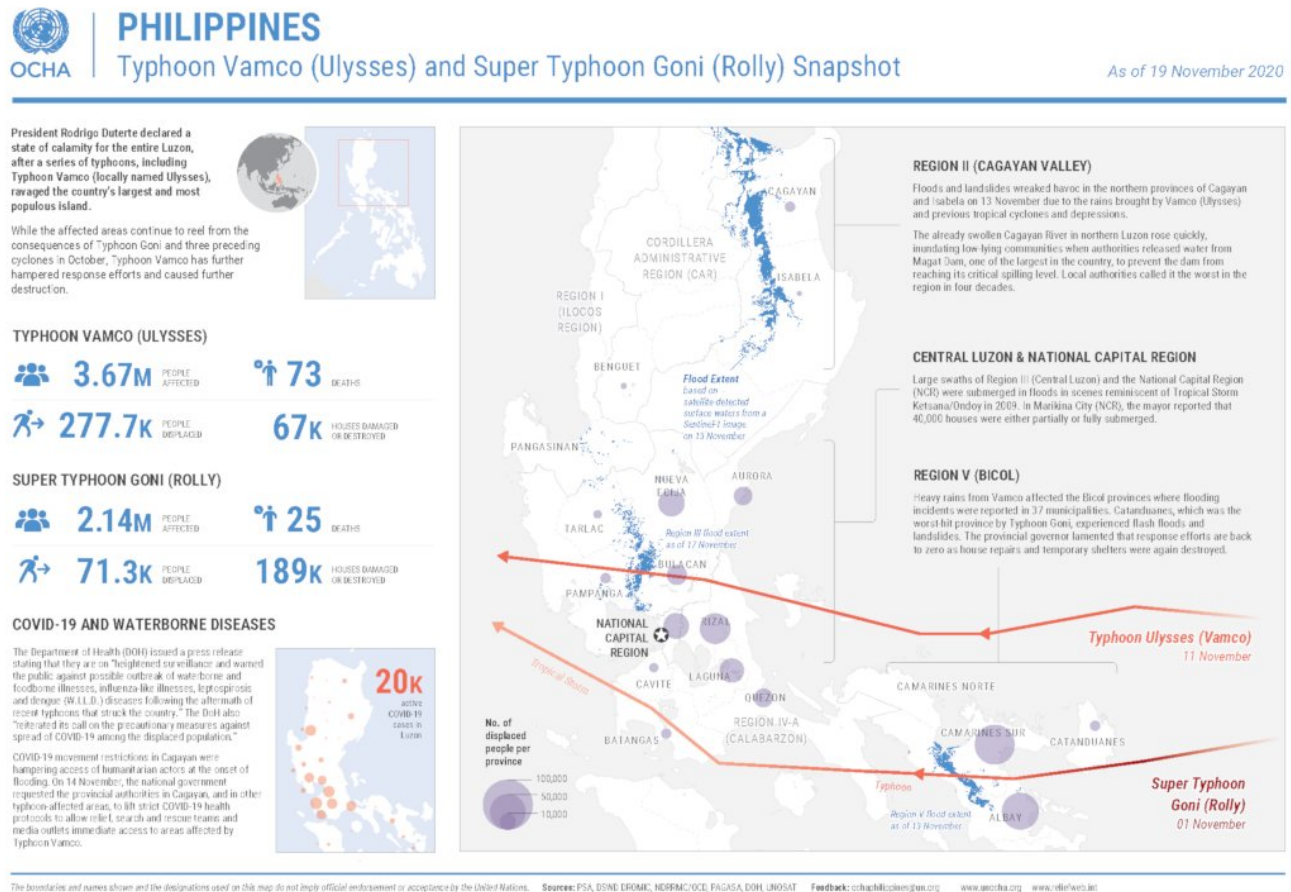 OCHA
PHILIPPINES
Typhoon Vamco (Ulysses) and Super Typhoon Goni (Rolly) Snapshot
As of 19 November 2020
President Rodrigo Duterte declared a
state of calamity for the entire Luzon,
after a series of typhoons, including
Typhoon Vamco (locally named Ulysses),
ravaged the country's largest and most
populous island.
While the affected areas continue to reel from the
consequences of Typhoon Goni and three preceding
cyclones in October, Typhoon Vamco has further
hampered response efforts and caused further
destruction.
TYPHOON VAMCO (ULYSSES)
3.67M PEOPLE AFFECTED
73 DEATHS
277.7K PEOPLE DISPLACED
67K HOUSES DAMAGED OR DESTROYED
SUPER TYPHOON GONI (ROLLY)
2.14M PEOPLE AFFECTED
25 DEATHS
71.3K PEOPLE DISPLACED
189K HOUSES DAMAGED OR DESTROYED
COVID-19 AND WATERBORNE DISEASES
The Department of Health (DOH) issued a press release
stating that they are on "heightened surveillance and warned
the public against possible outbreak of waterborne and
foodborne illnesses, influenza-like illnesses, leptospirosis
and dengue (W.I.L.D.) diseases following the aftermath of
recent typhoons that struck the country." The DoH also
"reiterated its call on the precautionary measures against
spread of COVID-19 among the displaced population."
COVID-19 movement restrictions in Cagayan were
hampering access of humanitarian actors at the onset of
flooding. On 14 November, the national government
requested the provincial authorities in Cagayan, and in other
typhoon-affected areas, to lift strict COVID-19 health
protocols to allow relief, search and rescue teams and
media outlets immediate access to areas affected by
Typhoon Vamco.
20K
active
COVID-19
cases in
Luzon
CAGAYAN
CORDILLERA
ADMINISTRATIVE
REGION (CAR)
ISABELA
REGION I
(ILOCOS
REGION)
BENGUET
Flood Extent
based on
satellite-detected
surface waters from a
Sentinel-1 image
on 13 November
PANGASINAN
NUEVA
ECIJA
AURORA
TARLAC
Region III flood extent
as of 17 November
BULACAN
PAMPANGA
NATIONAL
CAPITAL
REGION
RIZAL
Tropical Storm
CAVITE
LAGUNA
QUEZON
BATANGAS
REGION IV-A
(CALABARZON)
CAMARINES NORTE
CAMARINES SUR
CATANDUANES
Typhoon
Region V flood extent
as of 13 November
ALBAY
Typhoon Ulysses (Vamco)
11 November
Super Typhoon
Goni (Rolly)
01 November
No. of
displaced
people per
province
100,000
50,000
10,000
REGION II (CAGAYAN VALLEY)
Floods and landslides wreaked havoc in the northern provinces of Cagayan
and Isabela on 13 November due to the rains brought by Vamco (Ulysses)
and previous tropical cyclones and depressions.
The already swollen Cagayan River in northern Luzon rose quickly,
inundating low-lying communities when authorities released water from
Magat Dam, one of the largest in the country, to prevent the dam from
reaching its critical spilling level. Local authorities called it the worst in the
region in four decades.
CENTRAL LUZON & NATIONAL CAPITAL REGION
Large swaths of Region III (Central Luzon) and the National Capital Region
(NCR) were submerged in floods in scenes reminiscent of Tropical Storm
Ketsana/Ondoy in 2009. In Marikina City (NCR), the mayor reported that
40,000 houses were either partially or fully submerged.
REGION V (BICOL)
Heavy rains from Vamco affected the Bicol provinces where flooding
incidents were reported in 37 municipalities. Catanduanes, which was the
worst-hit province by Typhoon Goni, experienced flash floods and
landslides. The provincial governor lamented that response efforts are back
to zero as house repairs and temporary shelters were again destroyed.
The boundaries and names shown and the designations used on this map do not imply official endorsement or acceptance by the United Nations. Sources: PSA, DSWD DROMIC, NDRRMC/OCD, PAGASA, DOH, UNOSAT Feedback: ochaphilippines@un.org www.unocha.org www.reliefweb.int